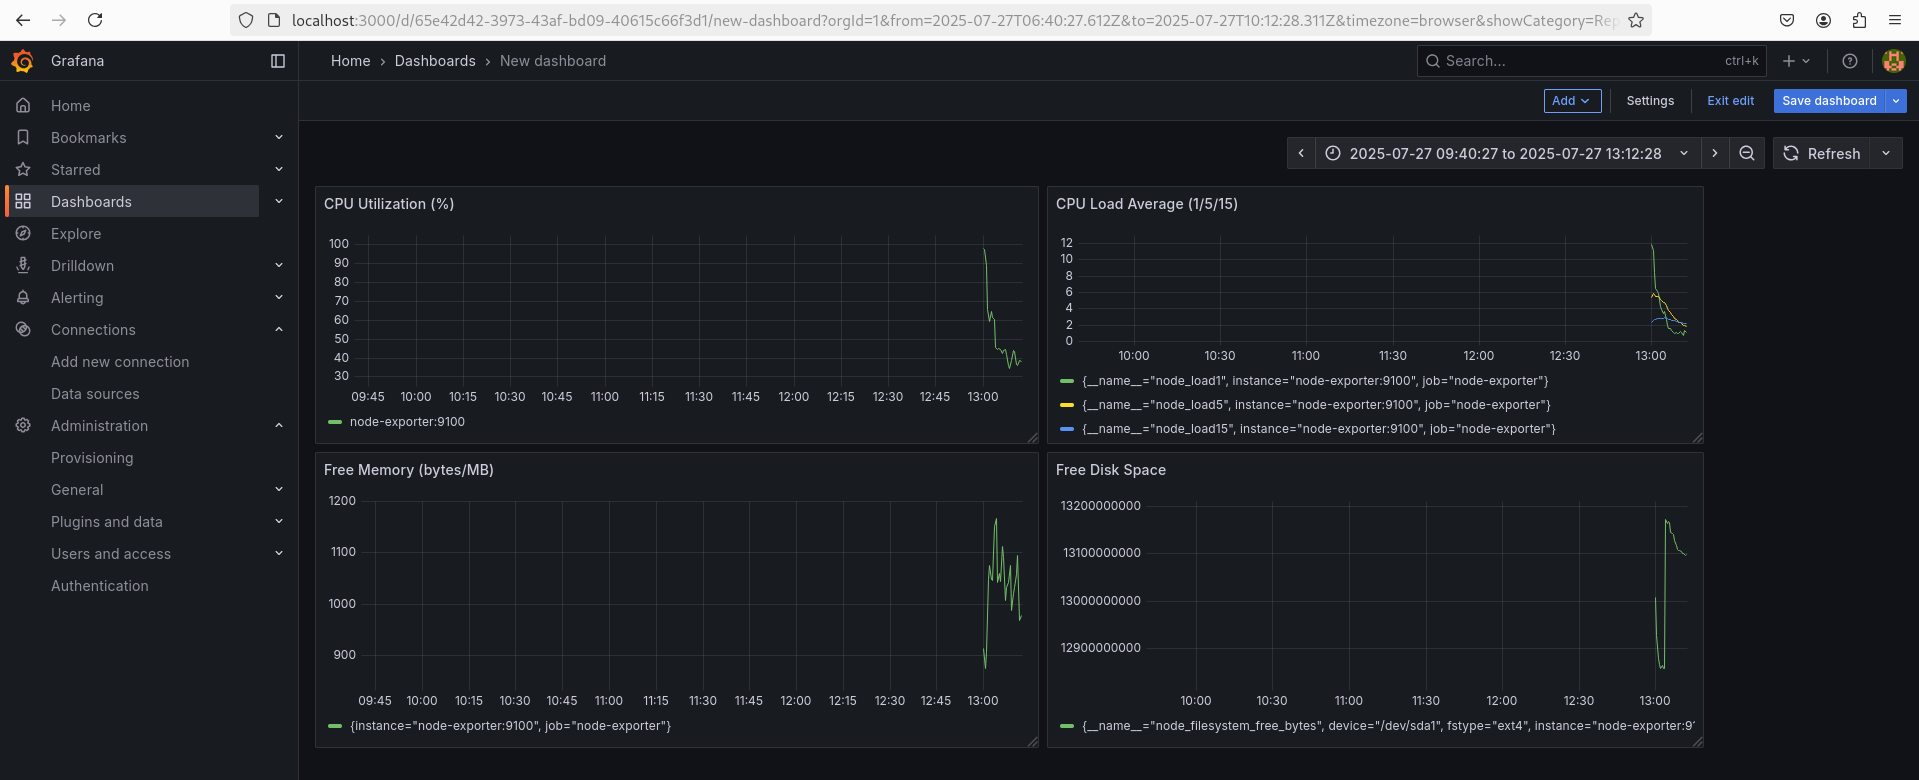 localhost:3000/d/65e42d42-3973-43af-bd09-40615c66f3d1/new-dashboard?orgId=1&from=2025-07-27T06:40:27.612Z&to=2025-07-27T10:12:28.311Z&timezone=browser&showCategory=Rep
Grafana
Home › Dashboards › New dashboard
Search... ctrl+k
Add Settings Exit edit Save dashboard
2025-07-27 09:40:27 to 2025-07-27 13:12:28 Refresh
Home
Bookmarks
Starred
Dashboards
Explore
Drilldown
Alerting
Connections
Add new connection
Data sources
Administration
Provisioning
General
Plugins and data
Users and access
Authentication
CPU Utilization (%)
100
90
80
70
60
50
40
30
09:45 10:00 10:15 10:30 10:45 11:00 11:15 11:30 11:45 12:00 12:15 12:30 12:45 13:00
node-exporter:9100
CPU Load Average (1/5/15)
12
10
8
6
4
2
0
10:00 10:30 11:00 11:30 12:00 12:30 13:00
{__name__="node_load1", instance="node-exporter:9100", job="node-exporter"}
{__name__="node_load5", instance="node-exporter:9100", job="node-exporter"}
{__name__="node_load15", instance="node-exporter:9100", job="node-exporter"}
Free Memory (bytes/MB)
1200
1100
1000
900
09:45 10:00 10:15 10:30 10:45 11:00 11:15 11:30 11:45 12:00 12:15 12:30 12:45 13:00
{instance="node-exporter:9100", job="node-exporter"}
Free Disk Space
13200000000
13100000000
13000000000
12900000000
10:00 10:30 11:00 11:30 12:00 12:30 13:00
{__name__="node_filesystem_free_bytes", device="/dev/sda1", fstype="ext4", instance="node-exporter:9